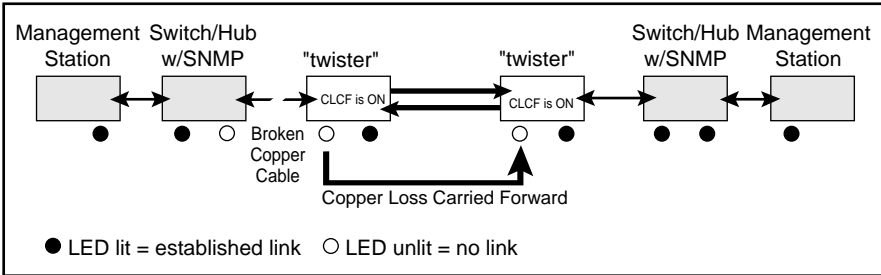 Management Station
Switch/Hub w/SNMP
"twister"
"twister"
Switch/Hub w/SNMP
Management Station
CLCF is ON
CLCF is ON
Broken Copper Cable
Copper Loss Carried Forward
LED lit = established link
LED unlit = no link